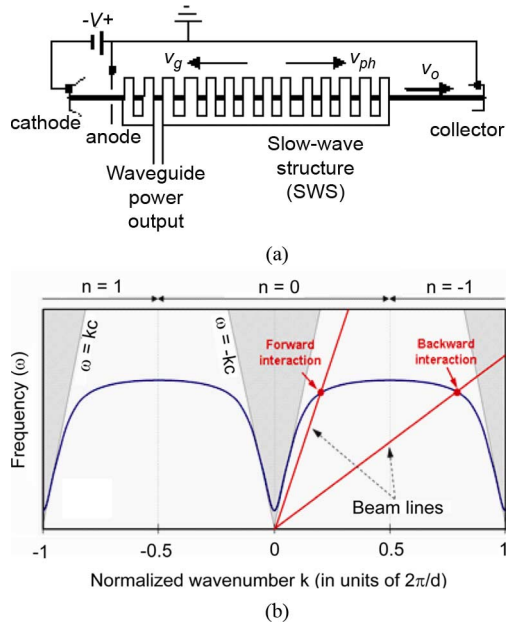 -V+
v_g
v_ph
v_o
cathode
anode
collector
Waveguide
power
output
Slow-wave
structure
(SWS)
(a)
n = 1
n = 0
n = -1
ω = kc
ω = -kc
Forward
interaction
Backward
interaction
Beam lines
Frequency (ω)
-1
-0.5
0
0.5
1
Normalized wavenumber k (in units of 2π/d)
(b)